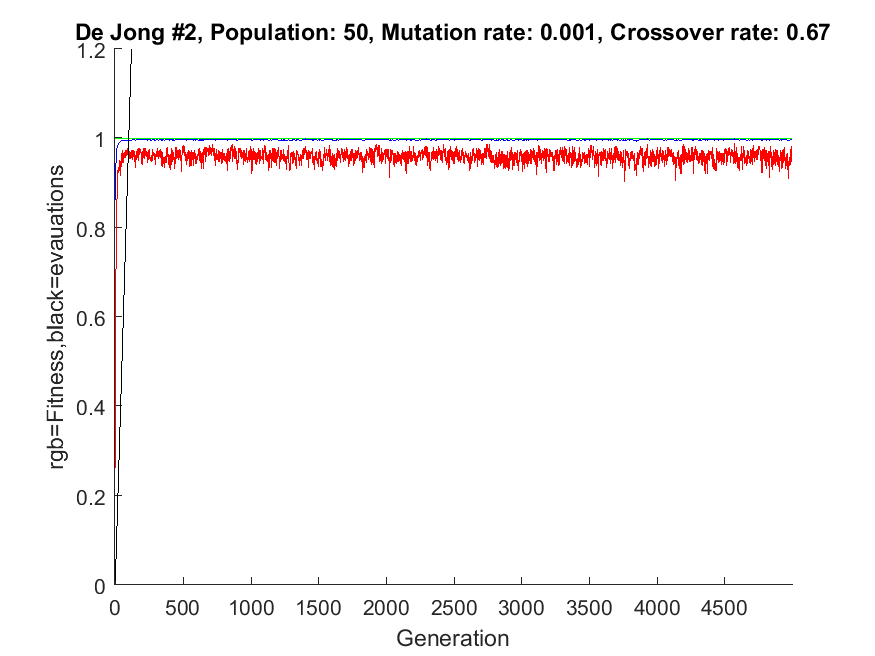 De Jong #2, Population: 50, Mutation rate: 0.001, Crossover rate: 0.67
rgb=Fitness,black=evauations
1.2
1
0.8
0.6
0.4
0.2
0
0 500 1000 1500 2000 2500 3000 3500 4000 4500
Generation